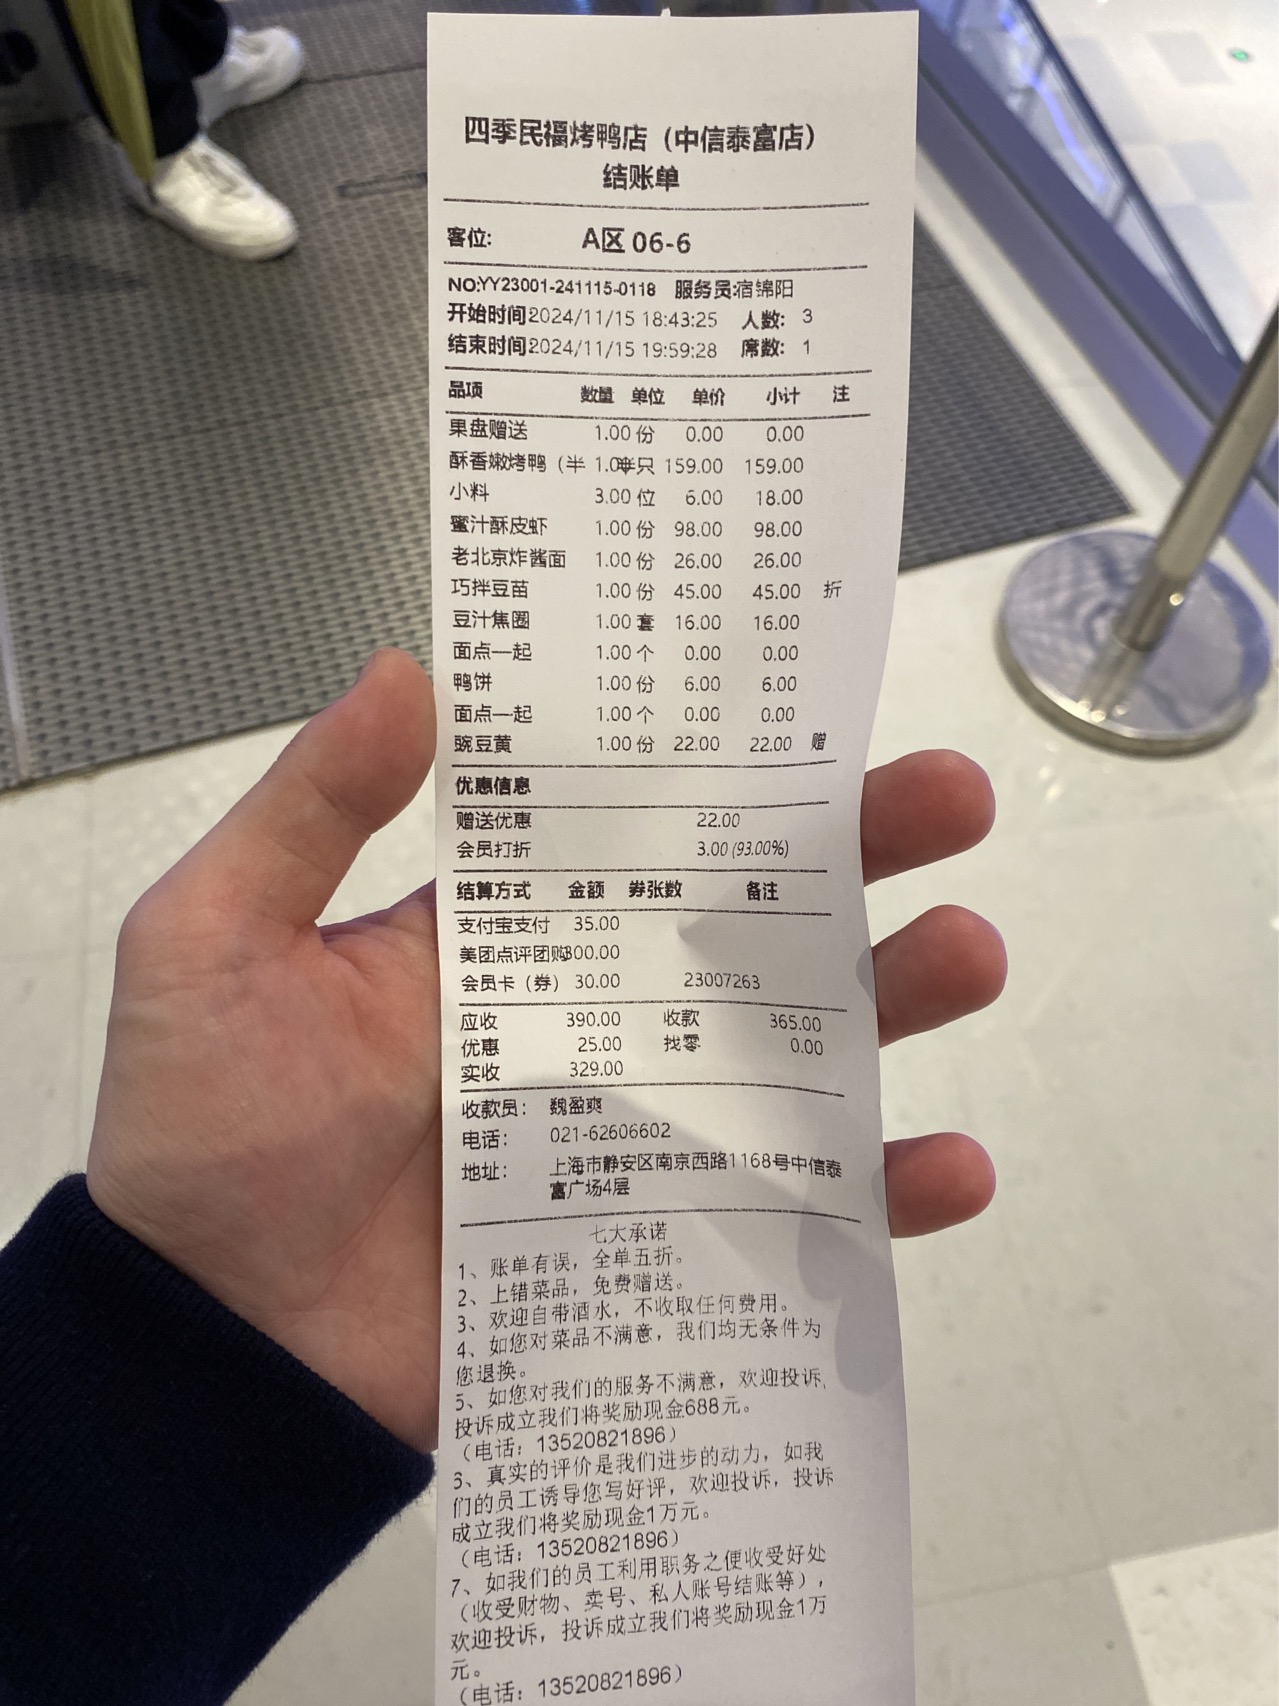 四季民福烤鸭店（中信泰富店）
结账单
客位: A区 06-6
NO:YY23001-241115-0118 服务员:宿锦阳
开始时间2024/11/15 18:43:25 人数: 3
结束时间2024/11/15 19:59:28 席数: 1
品项 数量 单位 单价 小计 注
果盘赠送 1.00 份 0.00 0.00
酥香嫩烤鸭（半 1.0半只 159.00 159.00
小料 3.00 位 6.00 18.00
蜜汁酥皮虾 1.00 份 98.00 98.00
老北京炸酱面 1.00 份 26.00 26.00
巧拌豆苗 1.00 份 45.00 45.00 折
豆汁焦圈 1.00 套 16.00 16.00
面点一起 1.00 个 0.00 0.00
鸭饼 1.00 份 6.00 6.00
面点一起 1.00 个 0.00 0.00
豌豆黄 1.00 份 22.00 22.00 赠
优惠信息
赠送优惠 22.00
会员打折 3.00 (93.00%)
结算方式 金额 券张数 备注
支付宝支付 35.00
美团点评团购300.00
会员卡（券） 30.00 23007263
应收 390.00 收款 365.00
优惠 25.00 找零 0.00
实收 329.00
收款员: 魏盈爽
电话: 021-62606602
地址: 上海市静安区南京西路1168号中信泰
富广场4层
七大承诺
1、账单有误，全单五折。
2、上错菜品，免费赠送。
3、欢迎自带酒水，不收取任何费用。
4、如您对菜品不满意，我们均无条件为
您退换。
5、如您对我们的服务不满意，欢迎投诉,
投诉成立我们将奖励现金688元。
（电话：13520821896）
3、真实的评价是我们进步的动力，如我
们的员工诱导您写好评，欢迎投诉，投诉
成立我们将奖励现金1万元。
（电话：13520821896）
7、如我们的员工利用职务之便收受好处
（收受财物、卖号、私人账号结账等），
欢迎投诉，投诉成立我们将奖励现金1万
元。
（电话：13520821896）